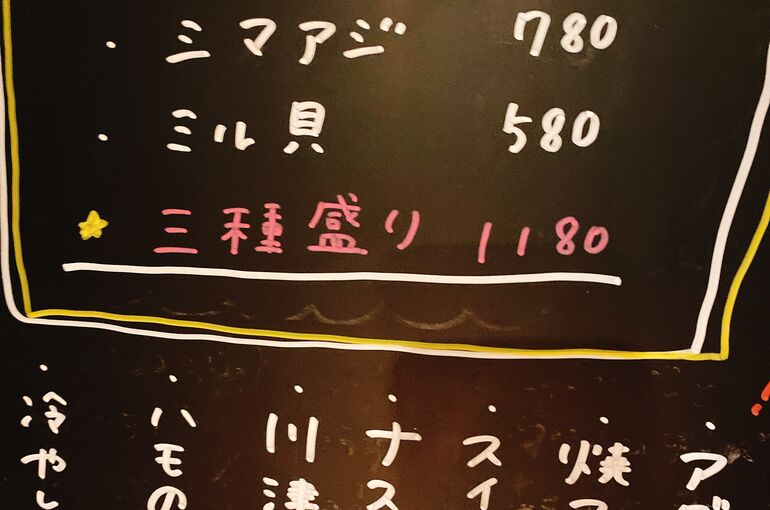 ・シマアジ 780
・ミル貝 580
三種盛り 1180
・アゲ
・焼
・スイ
・ナス
・川津
・ハモの
・冷やし